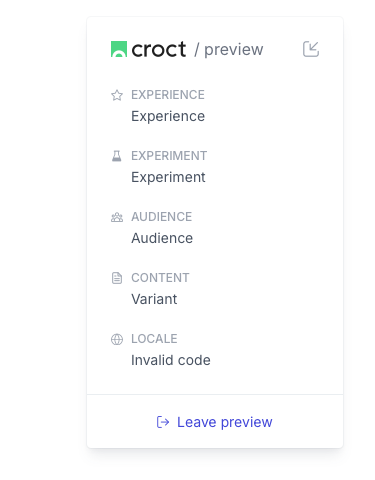 croct / preview
EXPERIENCE
Experience
EXPERIMENT
Experiment
AUDIENCE
Audience
CONTENT
Variant
LOCALE
Invalid code
Leave preview